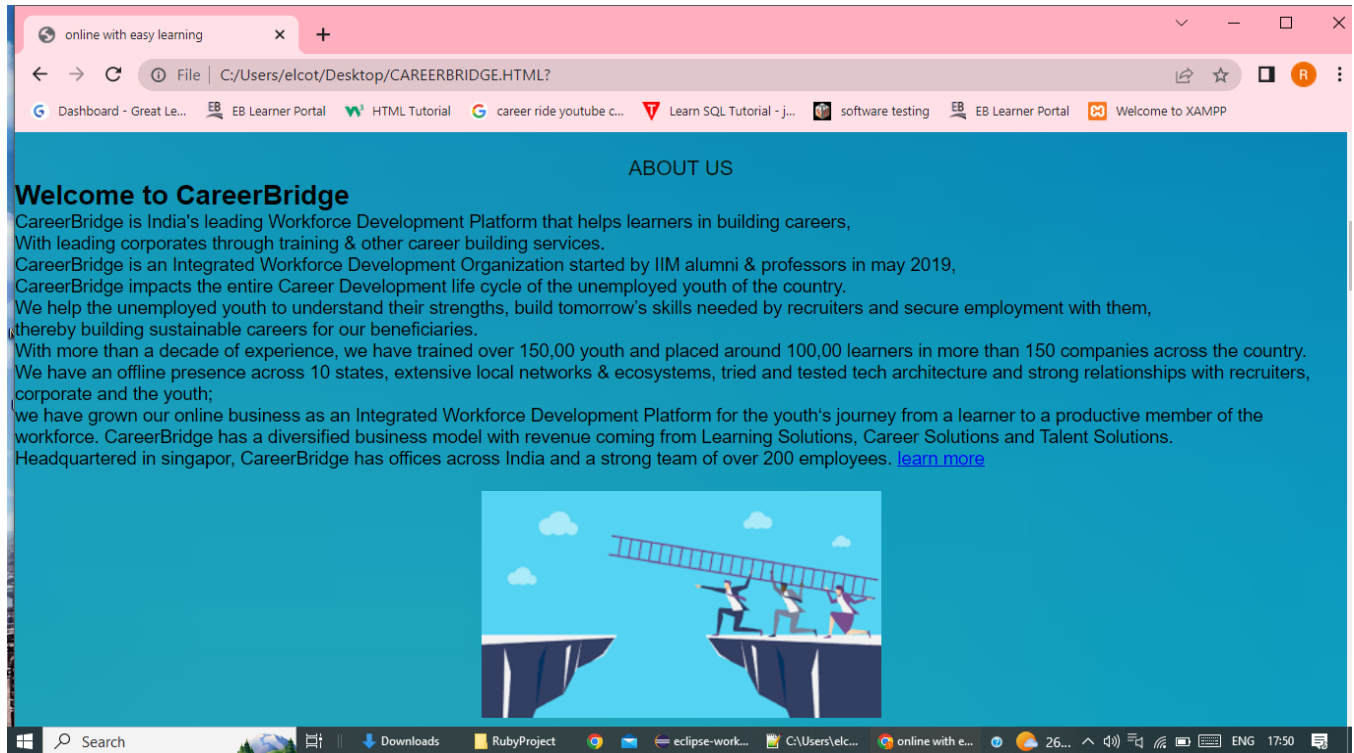 online with easy learning
File | C:/Users/elcot/Desktop/CAREERBRIDGE.HTML?
R
Dashboard - Great Le... EB Learner Portal HTML Tutorial career ride youtube c... Learn SQL Tutorial - j... software testing EB Learner Portal Welcome to XAMPP
ABOUT US
Welcome to CareerBridge
CareerBridge is India's leading Workforce Development Platform that helps learners in building careers,
With leading corporates through training & other career building services.
CareerBridge is an Integrated Workforce Development Organization started by IIM alumni & professors in may 2019,
CareerBridge impacts the entire Career Development life cycle of the unemployed youth of the country.
We help the unemployed youth to understand their strengths, build tomorrow's skills needed by recruiters and secure employment with them,
thereby building sustainable careers for our beneficiaries.
With more than a decade of experience, we have trained over 150,00 youth and placed around 100,00 learners in more than 150 companies across the country.
We have an offline presence across 10 states, extensive local networks & ecosystems, tried and tested tech architecture and strong relationships with recruiters,
corporate and the youth;
we have grown our online business as an Integrated Workforce Development Platform for the youth‘s journey from a learner to a productive member of the
workforce. CareerBridge has a diversified business model with revenue coming from Learning Solutions, Career Solutions and Talent Solutions.
Headquartered in singapor, CareerBridge has offices across India and a strong team of over 200 employees. learn more
Search Downloads RubyProject eclipse-work... C:\Users\elc... online with e... 26... ENG 17:50